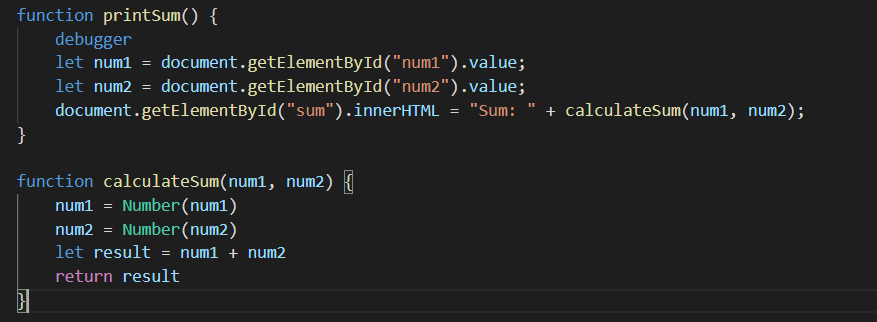 function printSum() {
    debugger
    let num1 = document.getElementById("num1").value;
    let num2 = document.getElementById("num2").value;
    document.getElementById("sum").innerHTML = "Sum: " + calculateSum(num1, num2);
}

function calculateSum(num1, num2) {
    num1 = Number(num1)
    num2 = Number(num2)
    let result = num1 + num2
    return result
}